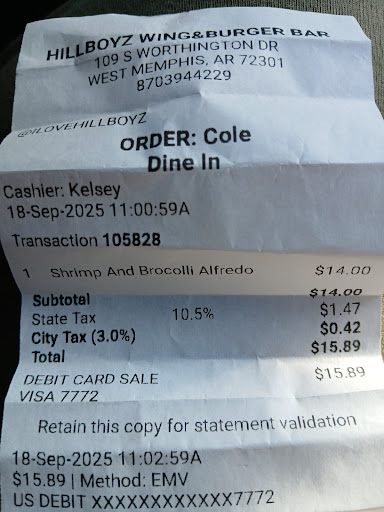 HILLBOYZ WING&BURGER BAR
109 S WORTHINGTON DR
WEST MEMPHIS, AR 72301
8703944229
@ILOVEHILLBOYZ
ORDER: Cole
Dine In
Cashier: Kelsey
18-Sep-2025 11:00:59A
Transaction 105828
1 Shrimp And Brocolli Alfredo $14.00
Subtotal $14.00
State Tax 10.5% $1.47
City Tax (3.0%) $0.42
Total $15.89
DEBIT CARD SALE $15.89
VISA 7772
Retain this copy for statement validation
18-Sep-2025 11:02:59A
$15.89 | Method: EMV
US DEBIT XXXXXXXXXXXX7772